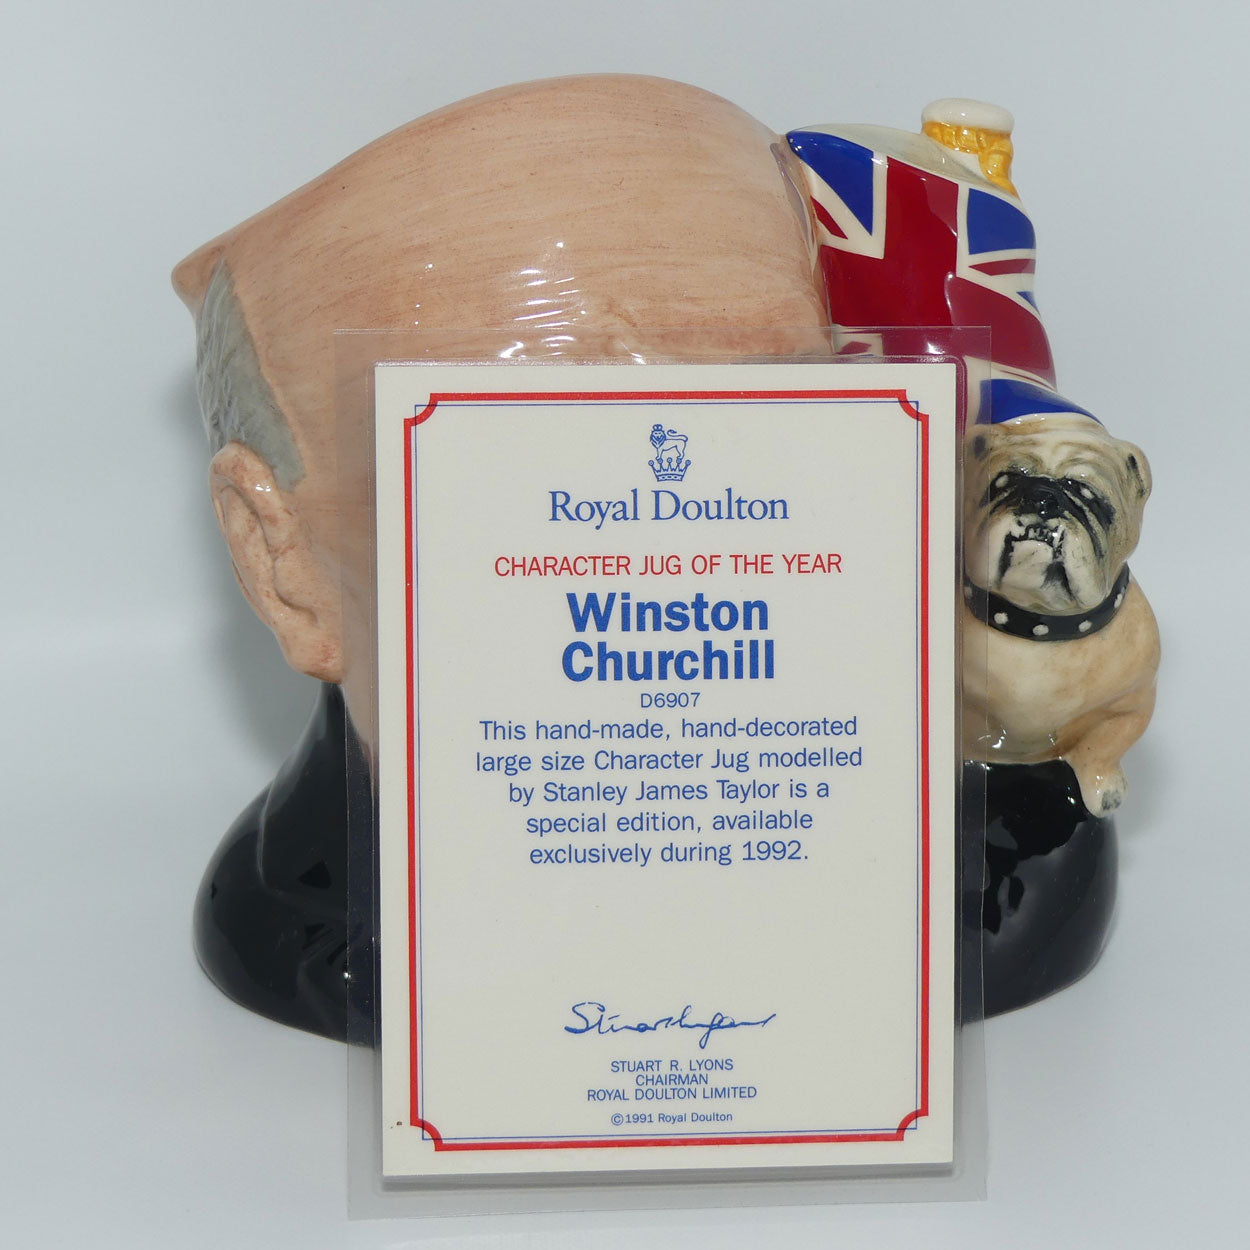 Royal Doulton
CHARACTER JUG OF THE YEAR
Winston
Churchill
D6907
This hand-made, hand-decorated
large size Character Jug modelled
by Stanley James Taylor is a
special edition, available
exclusively during 1992.
Stuart Lyons
STUART R. LYONS
CHAIRMAN
ROYAL DOULTON LIMITED
©1991 Royal Doulton